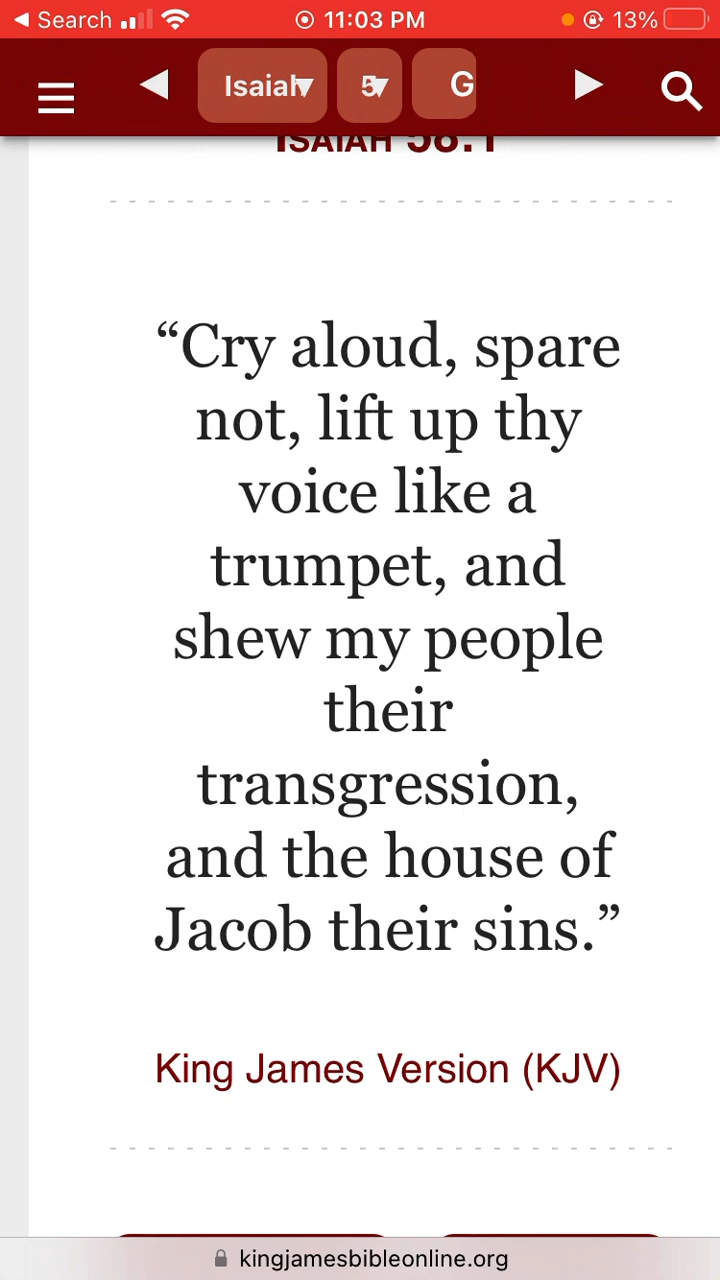 Search 11:03 PM 13%
Isaiah 5 G
ISAIAH 58:1
“Cry aloud, spare
not, lift up thy
voice like a
trumpet, and
shew my people
their
transgression,
and the house of
Jacob their sins.”
King James Version (KJV)
kingjamesbibleonline.org